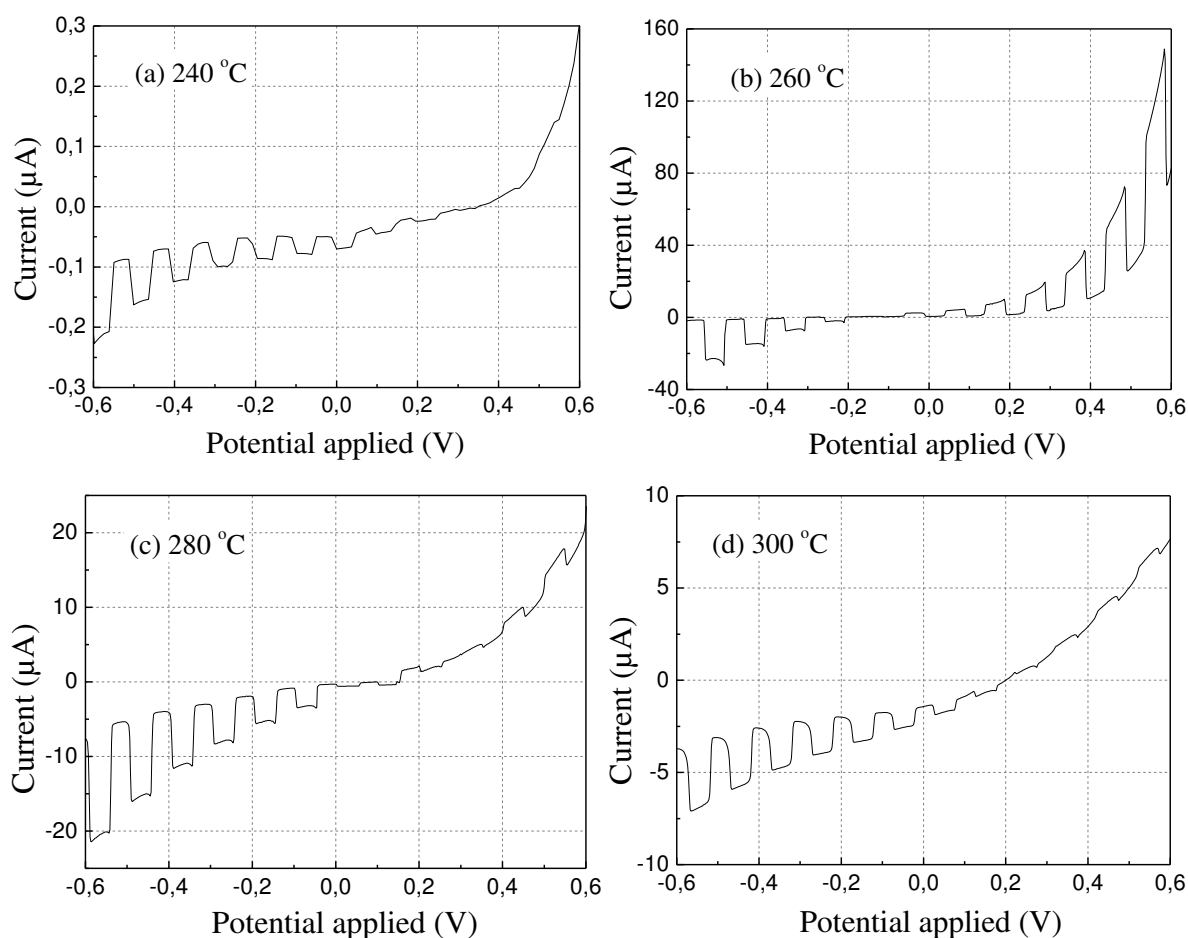 (a) 240 °C
0,3
0,2
0,1
0,0
-0,1
-0,2
-0,3
Current (µA)
-0,6 -0,4 -0,2 0,0 0,2 0,4 0,6
Potential applied (V)
(b) 260 °C
160
120
80
40
0
-40
Current (µA)
-0,6 -0,4 -0,2 0,0 0,2 0,4 0,6
Potential applied (V)
(c) 280 °C
20
10
0
-10
-20
Current (µA)
-0,6 -0,4 -0,2 0,0 0,2 0,4 0,6
Potential applied (V)
(d) 300 °C
10
5
0
-5
-10
Current (µA)
-0,6 -0,4 -0,2 0,0 0,2 0,4 0,6
Potential applied (V)